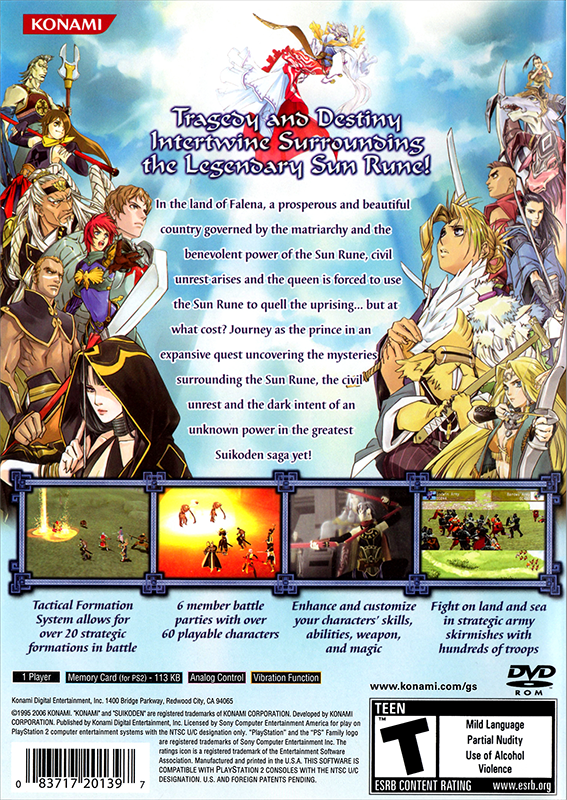 KONAMI
Tragedy and Destiny
Intertwine Surrounding
the Legendary Sun Rune!
In the land of Falena, a prosperous and beautiful
country governed by the matriarchy and the
benevolent power of the Sun Rune, civil
unrest arises and the queen is forced to use
the Sun Rune to quell the uprising... but at
what cost? Journey as the prince in an
expansive quest uncovering the mysteries
surrounding the Sun Rune, the civil
unrest and the dark intent of an
unknown power in the greatest
Suikoden saga yet!
Tactical Formation
System allows for
over 20 strategic
formations in battle
6 member battle
parties with over
60 playable characters
Enhance and customize
your characters' skills,
abilities, weapon,
and magic
Fight on land and sea
in strategic army
skirmishes with
hundreds of troops
1 Player
Memory Card (for PS2) - 113 KB
Analog Control
Vibration Function
www.konami.com/gs
DVD
ROM
Konami Digital Entertainment, Inc. 1400 Bridge Parkway, Redwood City, CA 94065
©1995 2006 KONAMI. "KONAMI" and "SUIKODEN" are registered trademarks of KONAMI CORPORATION. Developed by KONAMI
CORPORATION. Published by Konami Digital Entertainment, Inc. Licensed by Sony Computer Entertainment America for play on
PlayStation 2 computer entertainment systems with the NTSC U/C designation only. "PlayStation" and the "PS" Family logo
are registered trademarks of Sony Computer Entertainment Inc. The
ratings icon is a registered trademark of the Entertainment Software
Association. Manufactured and printed in the U.S.A. THIS SOFTWARE IS
COMPATIBLE WITH PLAYSTATION 2 CONSOLES WITH THE NTSC U/C
DESIGNATION. U.S. AND FOREIGN PATENTS PENDING.
0 83717 20139 7
TEEN
T
Mild Language
Partial Nudity
Use of Alcohol
Violence
ESRB CONTENT RATING
www.esrb.org